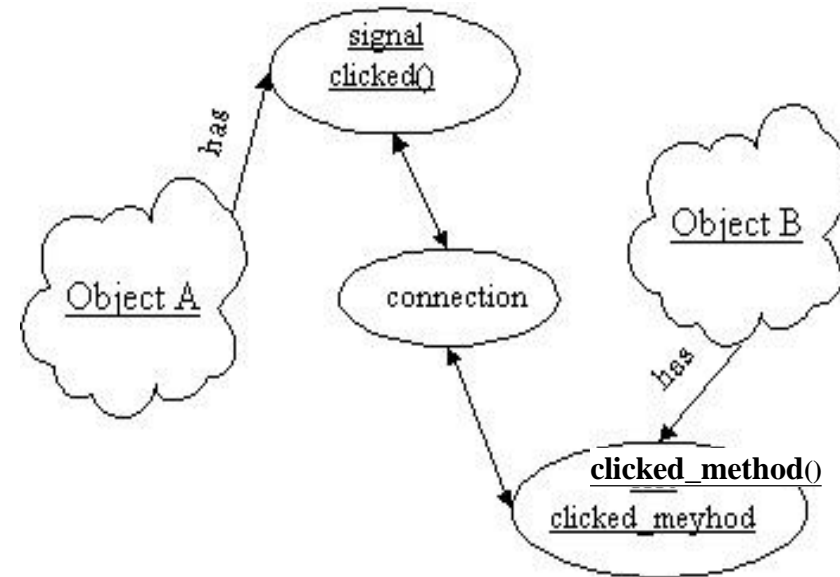 signal
clicked()
has
Object A
Object B
connection
has
clicked_method()
clicked_meyhod